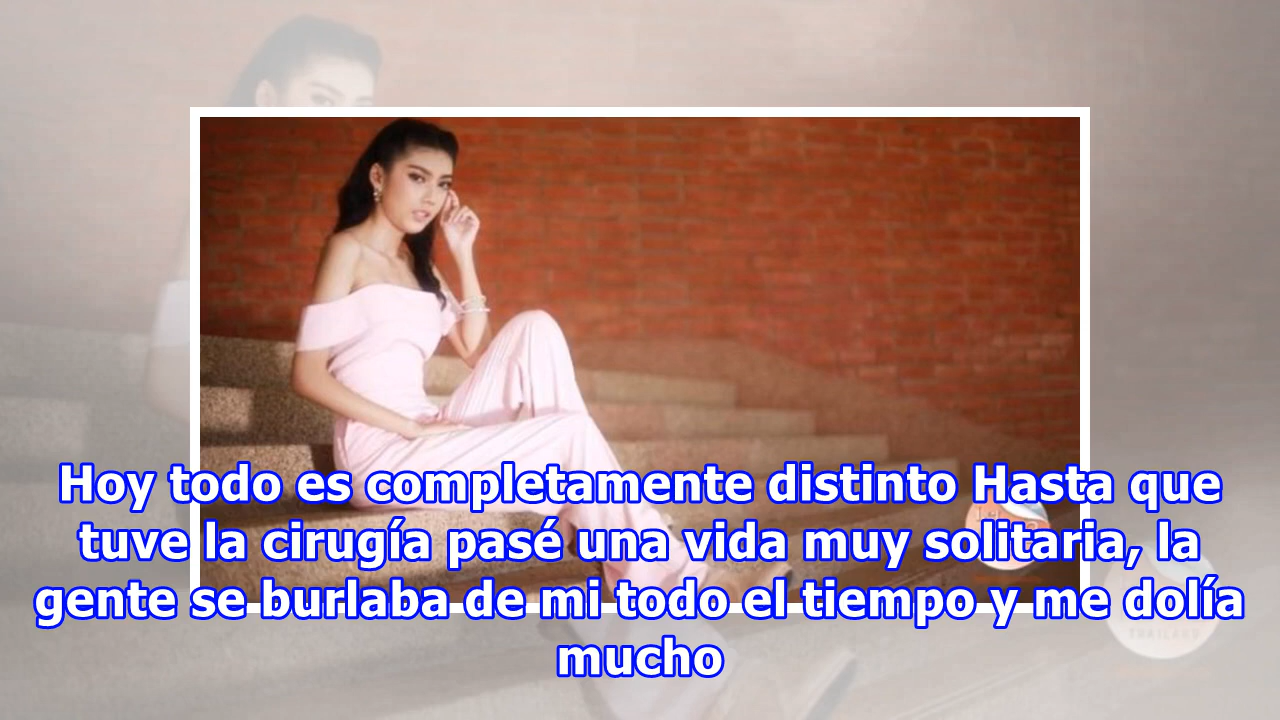 Hoy todo es completamente distinto Hasta que
tuve la cirugía pasé una vida muy solitaria, la
gente se burlaba de mi todo el tiempo y me dolía
mucho
THAILAND